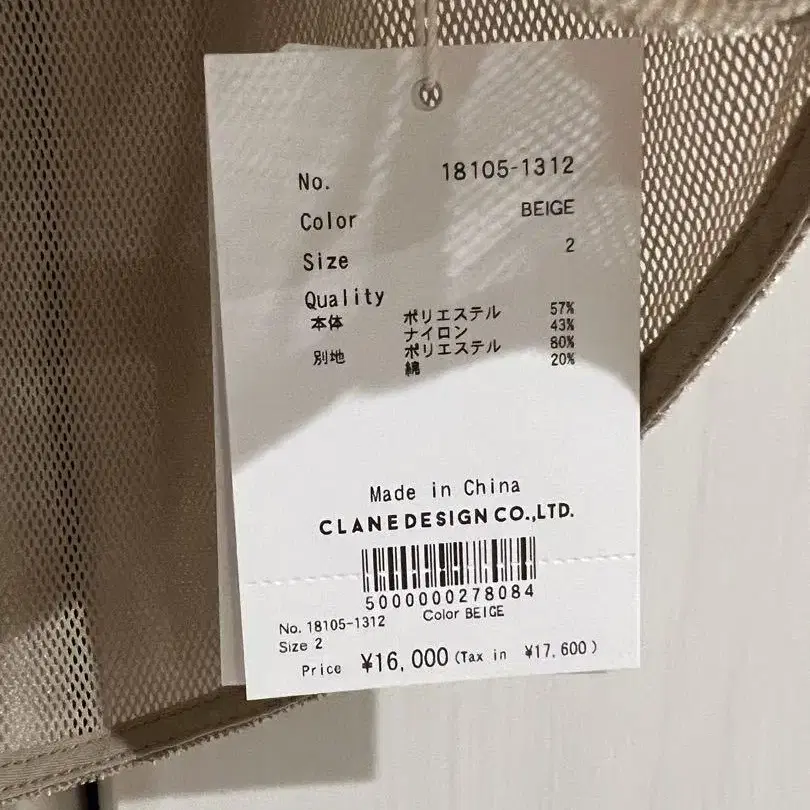 No. 18105-1312
Color BEIGE
Size 2
Quality
本体 ポリエステル 57%
ナイロン 43%
別地 ポリエステル 80%
綿 20%
Made in China
CLANEDESIGN CO.,LTD.
5000000278084
No. 18105-1312 Color BEIGE
Size 2
Price ¥16,000 (Tax in ¥17,600)